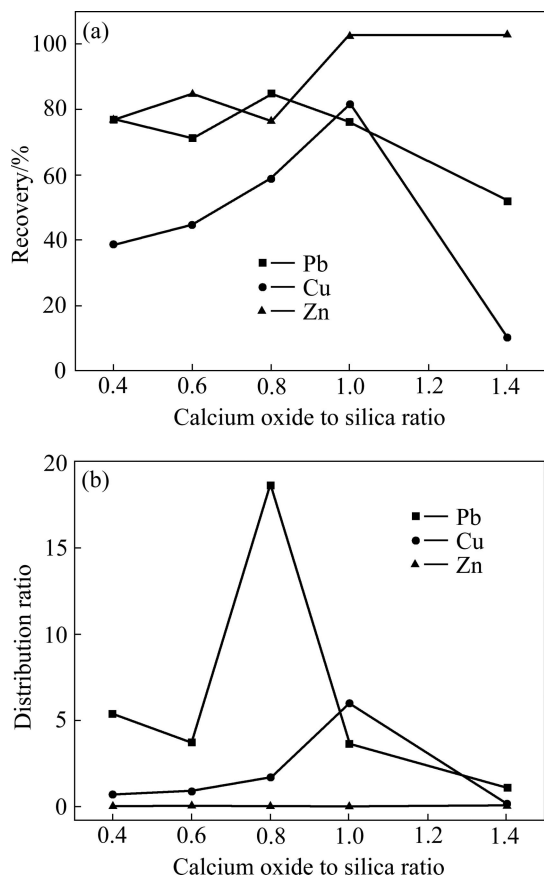 (a)
100
80
60
40
20
0
Recovery/%
Pb
Cu
Zn
0.4 0.6 0.8 1.0 1.2 1.4
Calcium oxide to silica ratio
(b)
20
15
10
5
0
Distribution ratio
Pb
Cu
Zn
0.4 0.6 0.8 1.0 1.2 1.4
Calcium oxide to silica ratio